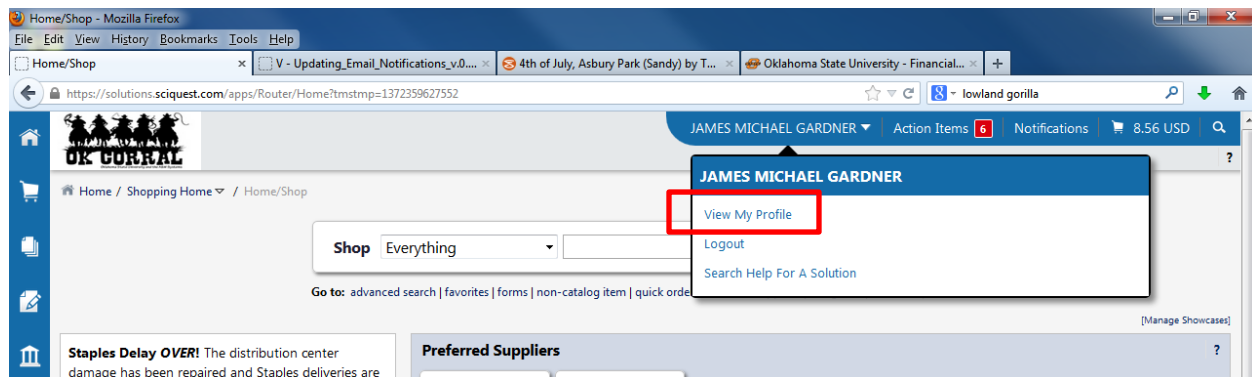 Home/Shop - Mozilla Firefox
File Edit View History Bookmarks Tools Help
Home/Shop × V - Updating_Email_Notifications_v.0.... × 4th of July, Asbury Park (Sandy) by T... × Oklahoma State University - Financial... × +
https://solutions.sciquest.com/apps/Router/Home?tmstmp=1372359627552 lowland gorilla
OK CORRAL
JAMES MICHAEL GARDNER Action Items 6 Notifications 8.56 USD
?
Home / Shopping Home / Home/Shop
JAMES MICHAEL GARDNER
View My Profile
Logout
Search Help For A Solution
Shop Everything
Go to: advanced search | favorites | forms | non-catalog item | quick orde
[Manage Showcases]
Staples Delay OVER! The distribution center
damage has been repaired and Staples deliveries are
Preferred Suppliers ?